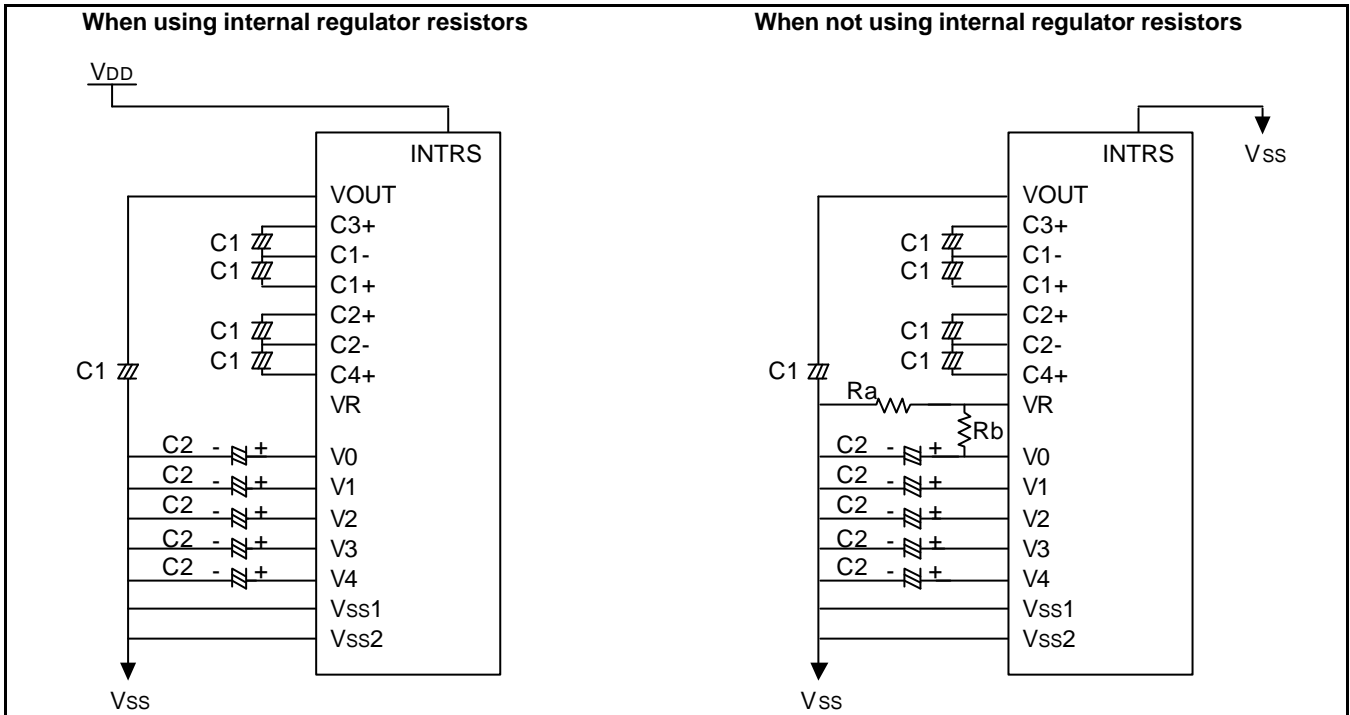 When using internal regulator resistors
VDD
INTRS
VOUT
C3+
C1
C1-
C1
C1+
C2+
C1
C2-
C1
C4+
C1
VR
C2 - + V0
C2 - + V1
C2 - + V2
C2 - + V3
C2 - + V4
VSS1
VSS2
VSS
When not using internal regulator resistors
INTRS
VSS
VOUT
C3+
C1
C1-
C1
C1+
C2+
C1
C2-
C1
C4+
C1
Ra
VR
Rb
C2 - + V0
C2 - + V1
C2 - + V2
C2 - + V3
C2 - + V4
VSS1
VSS2
VSS